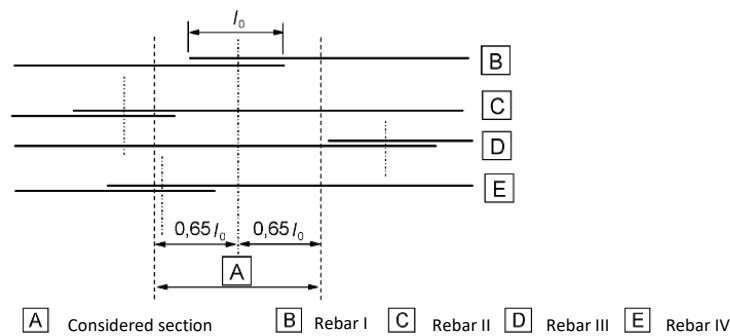 l₀
B
C
D
E
0,65 l₀ 0,65 l₀
A
A Considered section B Rebar I C Rebar II D Rebar III E Rebar IV